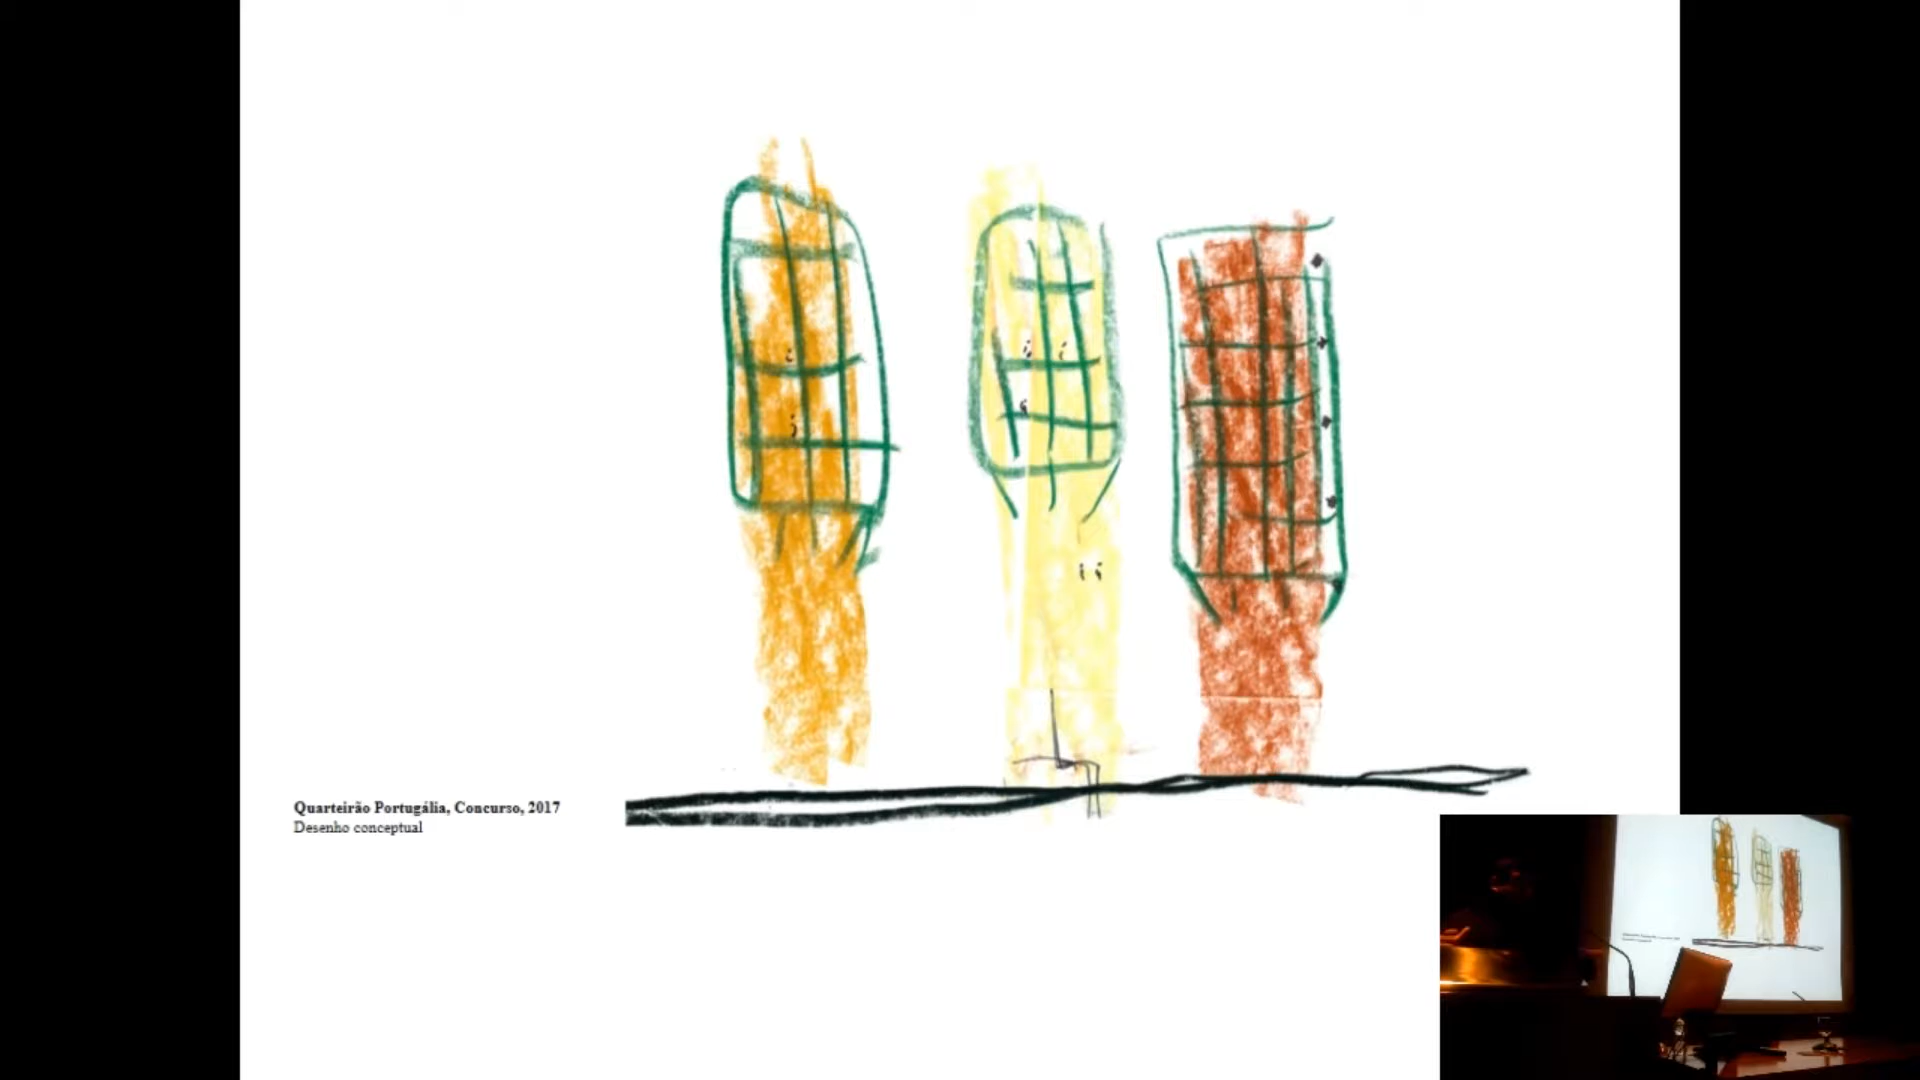 Quarteirão Portugália, Concurso, 2017
Desenho conceptual